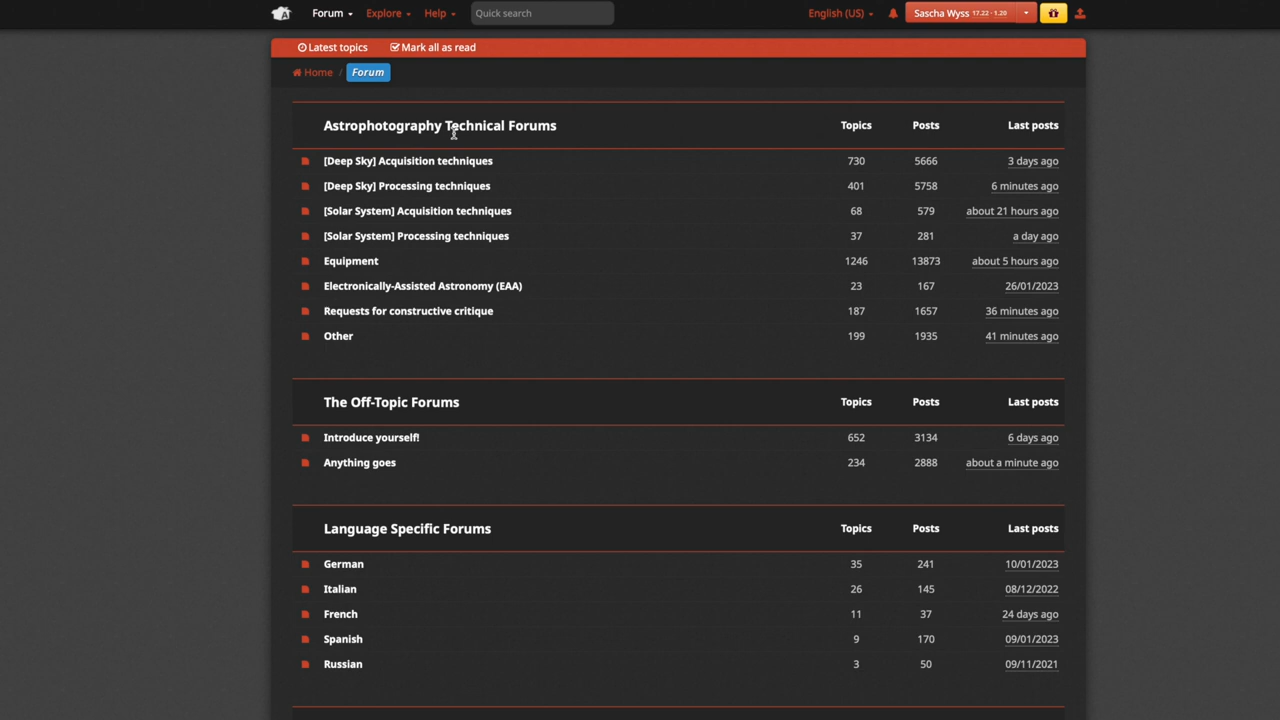 Forum Explore Help Quick search English (US) Sascha Wyss 17.22 · 1.20
Latest topics Mark all as read
Home / Forum
Astrophotography Technical Forums Topics Posts Last posts
[Deep Sky] Acquisition techniques 730 5666 3 days ago
[Deep Sky] Processing techniques 401 5758 6 minutes ago
[Solar System] Acquisition techniques 68 579 about 21 hours ago
[Solar System] Processing techniques 37 281 a day ago
Equipment 1246 13873 about 5 hours ago
Electronically-Assisted Astronomy (EAA) 23 167 26/01/2023
Requests for constructive critique 187 1657 36 minutes ago
Other 199 1935 41 minutes ago
The Off-Topic Forums Topics Posts Last posts
Introduce yourself! 652 3134 6 days ago
Anything goes 234 2888 about a minute ago
Language Specific Forums Topics Posts Last posts
German 35 241 10/01/2023
Italian 26 145 08/12/2022
French 11 37 24 days ago
Spanish 9 170 09/01/2023
Russian 3 50 09/11/2021